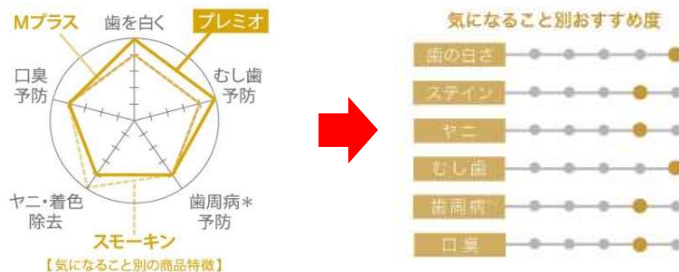 Mプラス
歯を白く
プレミオ
口臭
予防
むし歯
予防
ヤニ・着色
除去
歯周病*
予防
スモーキン
【気になること別の商品特徴】
気になること別おすすめ度
歯の白さ
ステイン
ヤニ
むし歯
歯周病
口臭